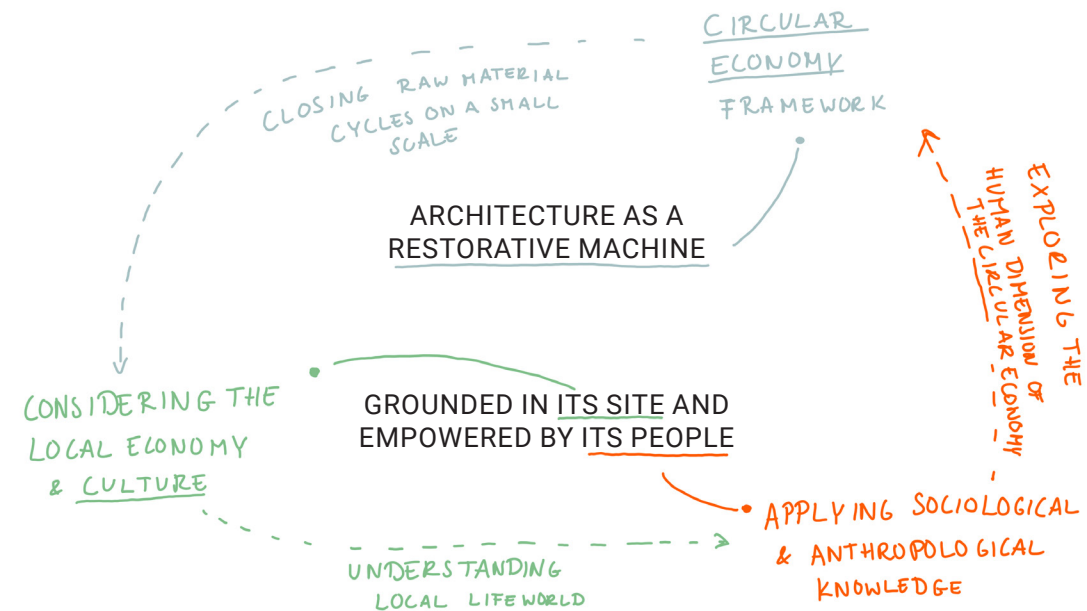 CIRCULAR
ECONOMY
FRAMEWORK
CLOSING RAW MATERIAL
CYCLES ON A SMALL
SCALE
ARCHITECTURE AS A
RESTORATIVE MACHINE
EXPLORING THE
HUMAN DIMENSION OF
THE CIRCULAR ECONOMY
CONSIDERING THE
LOCAL ECONOMY
& CULTURE
GROUNDED IN ITS SITE AND
EMPOWERED BY ITS PEOPLE
APPLYING SOCIOLOGICAL
& ANTHROPOLOGICAL
KNOWLEDGE
UNDERSTANDING
LOCAL LIFEWORLD